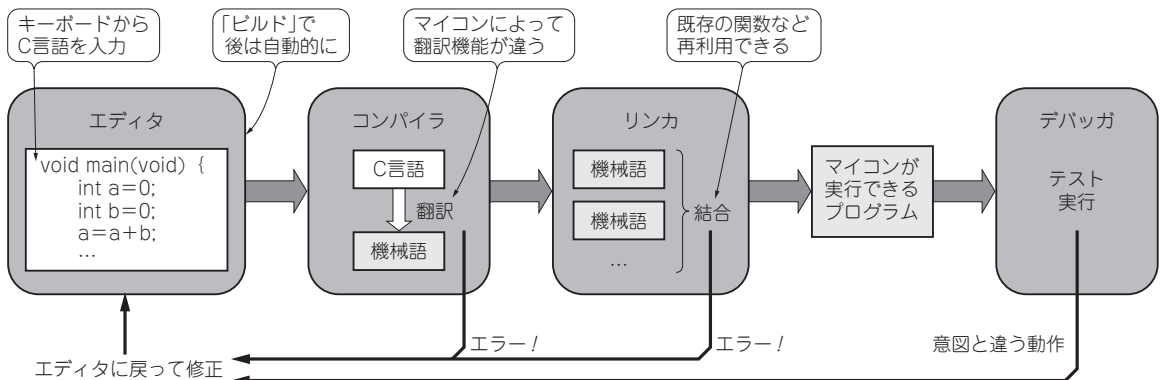 キーボードから
C言語を入力
「ビルド」で
後は自動的に
マイコンによって
翻訳機能が違う
既存の関数など
再利用できる
エディタ
void main(void) {
int a=0;
int b=0;
a=a+b;
…
コンパイラ
C言語
翻訳
機械語
リンカ
機械語
機械語
…
結合
マイコンが
実行できる
プログラム
デバッガ
テスト
実行
エラー!
エラー!
意図と違う動作
エディタに戻って修正